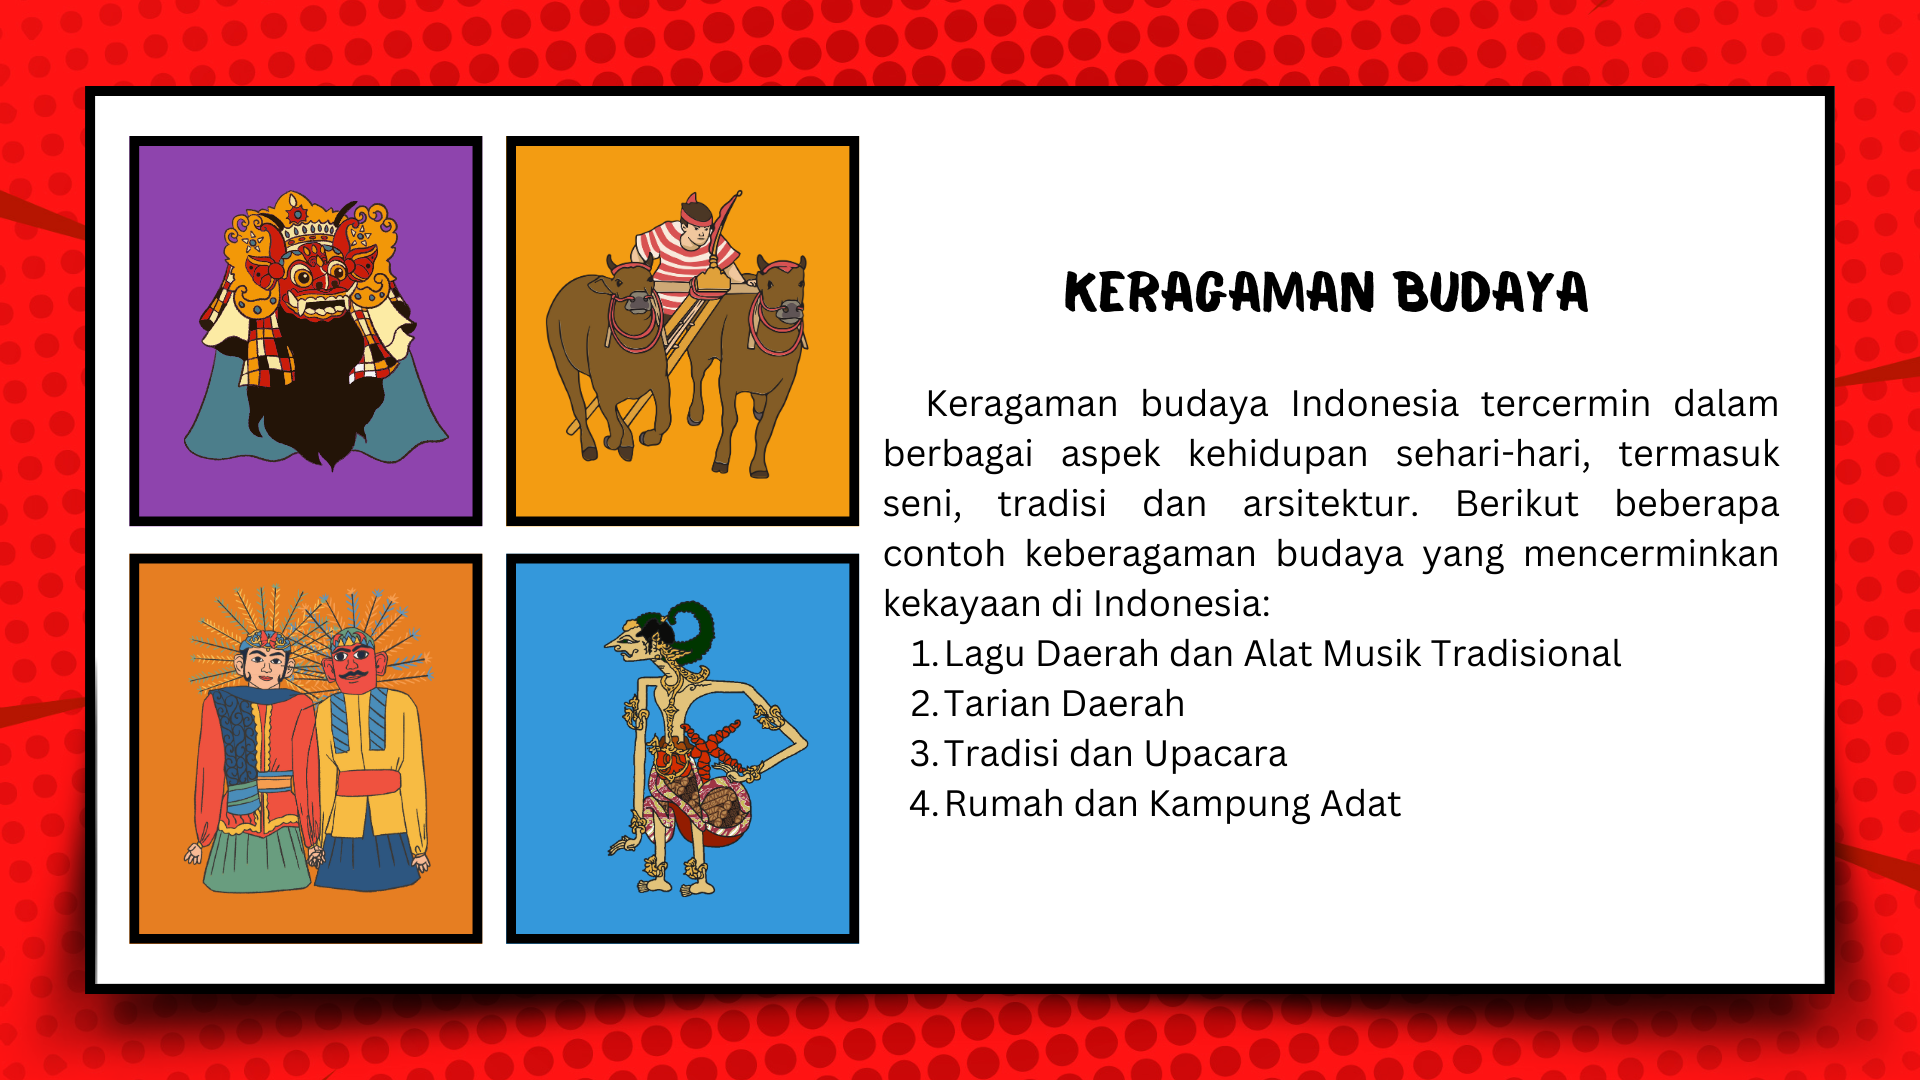 KERAGAMAN BUDAYA
Keragaman budaya Indonesia tercermin dalam
berbagai aspek kehidupan sehari-hari, termasuk
seni, tradisi dan arsitektur. Berikut beberapa
contoh keberagaman budaya yang mencerminkan
kekayaan di Indonesia:
1. Lagu Daerah dan Alat Musik Tradisional
2. Tarian Daerah
3. Tradisi dan Upacara
4. Rumah dan Kampung Adat